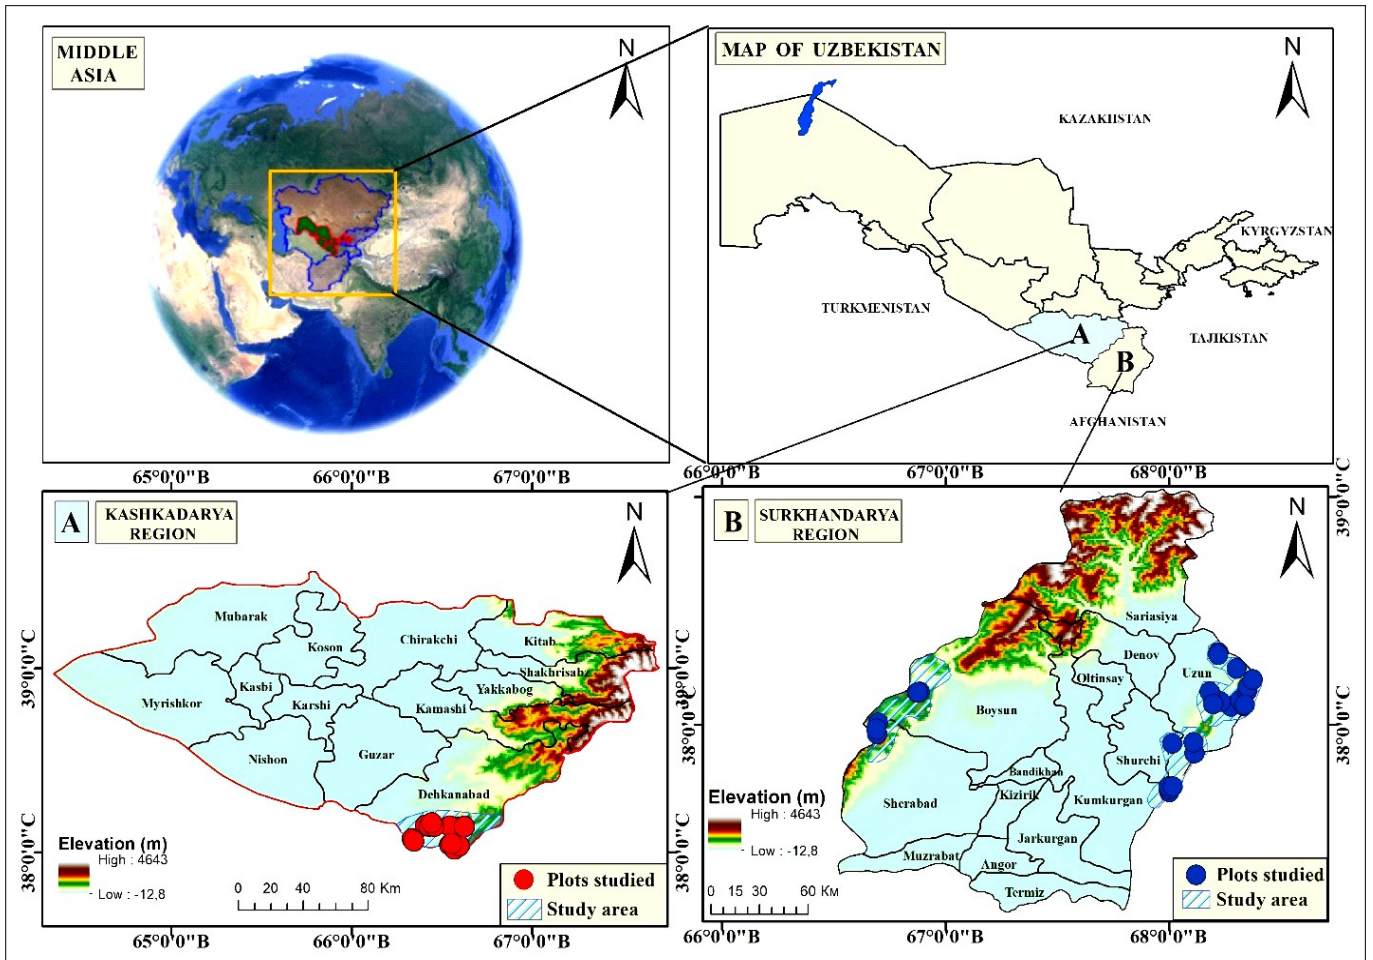 MIDDLE
ASIA
N
MAP OF UZBEKISTAN
N
KAZAKIISTAN
KYRGYZSTAN
TURKMENISTAN
TAJIKISTAN
A
B
AFGHANISTAN
65°0'0"B
66°0'0"B
67°0'0"B
66°0'0"B
67°0'0"B
68°0'0"B
A
KASHKADARYA
REGION
N
39°0'0"C
38°0'0"C
Mubarak
Koson
Chirakchi
Kitab
Shakhrisabz
Kasbi
Yakkabog
Myrishkor
Karshi
Kamashi
Nishon
Guzar
Dehkanabad
Elevation (m)
High : 4643
Low : -12,8
0 20 40 80 Km
Plots studied
Study area
39°0'0"C
38°0'0"C
65°0'0"B
66°0'0"B
67°0'0"B
B
SURKHANDARYA
REGION
N
39°0'0"C
38°0'0"C
Sariasiya
Denov
Uzun
Oltinsay
Boysun
Shurchi
Bandikhan
Sherabad
Kizirik
Kumkurgan
Jarkurgan
Muzrabat
Angor
Termiz
Elevation (m)
High : 4643
Low : -12,8
0 15 30 60 Км
Plots studied
Study area
38°0'0"C
66°0'0"B
67°0'0"B
68°0'0"B